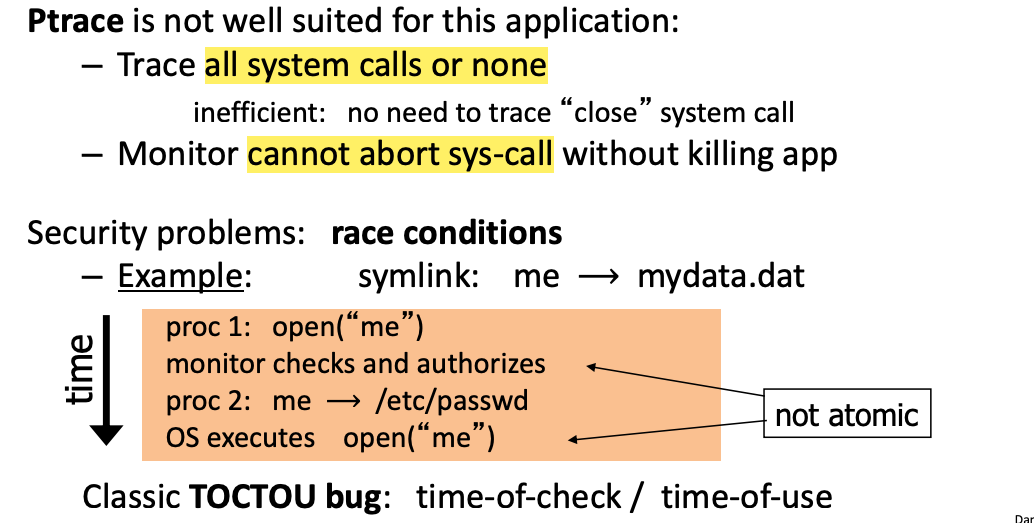 Ptrace is not well suited for this application:
– Trace all system calls or none
inefficient: no need to trace “close” system call
– Monitor cannot abort sys-call without killing app
Security problems: race conditions
– Example: symlink: me ⟶ mydata.dat
time
proc 1: open(“me”)
monitor checks and authorizes
proc 2: me ⟶ /etc/passwd
OS executes open(“me”)
not atomic
Classic TOCTOU bug: time-of-check / time-of-use
Dar